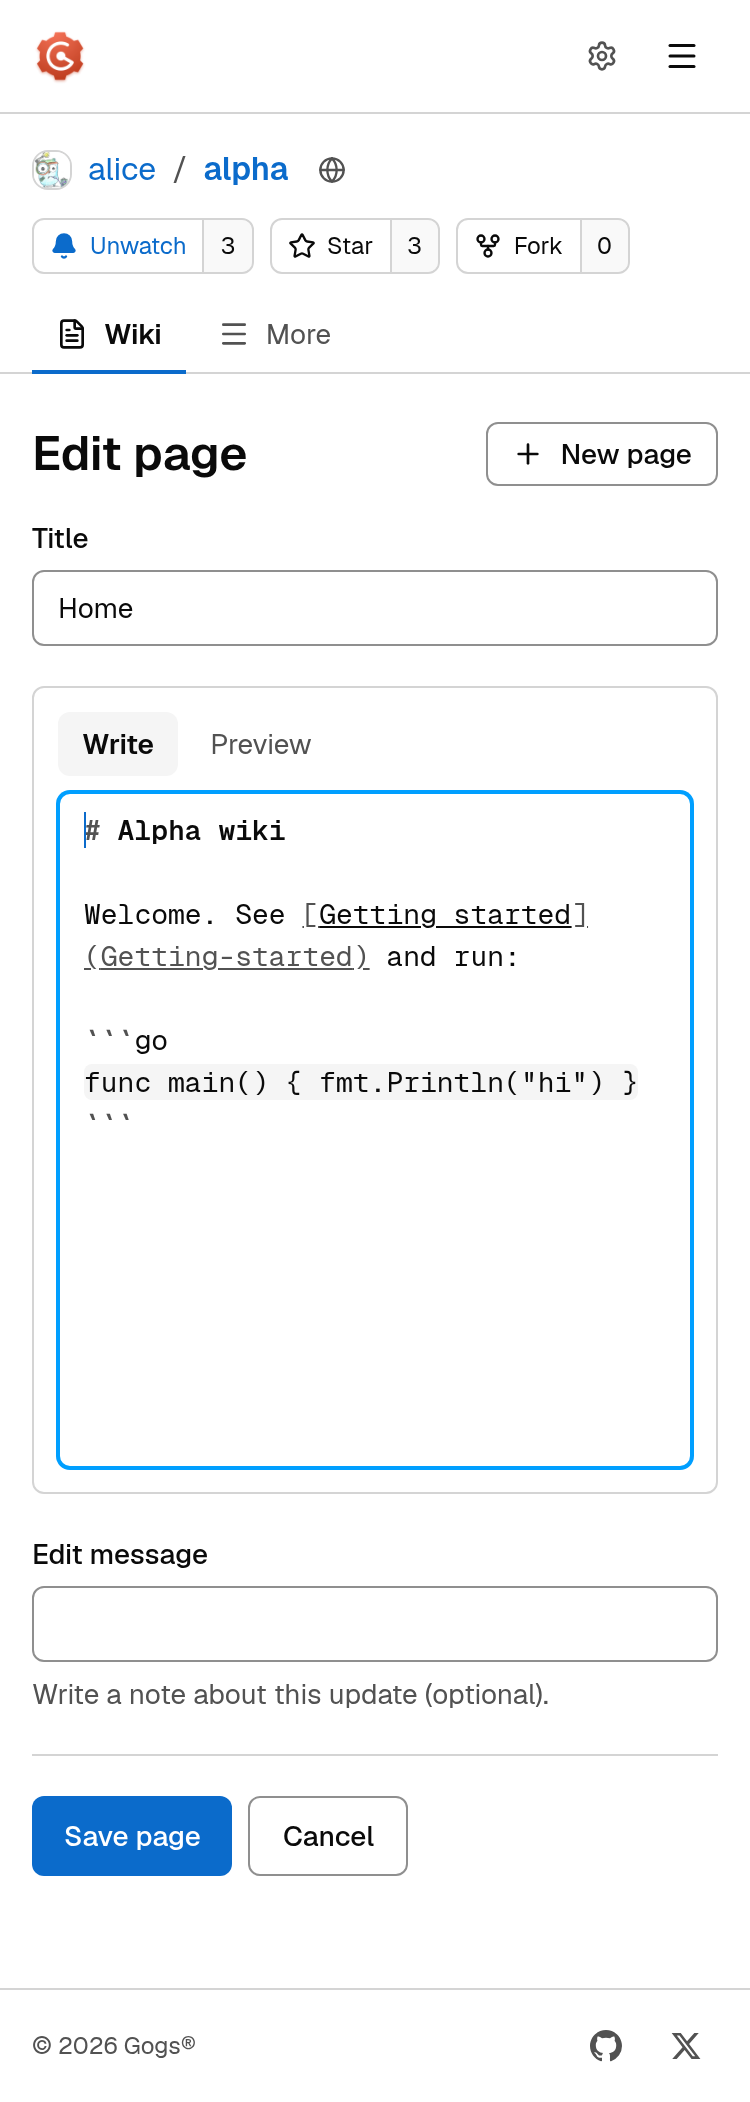 alice / alpha
Unwatch 3 Star 3 Fork 0
Wiki More
Edit page New page
Title
Home
Write Preview
# Alpha wiki
Welcome. See [Getting started]
(Getting-started) and run:
```go
func main() { fmt.Println("hi") }
```
Edit message
Write a note about this update (optional).
Save page Cancel
© 2026 Gogs®